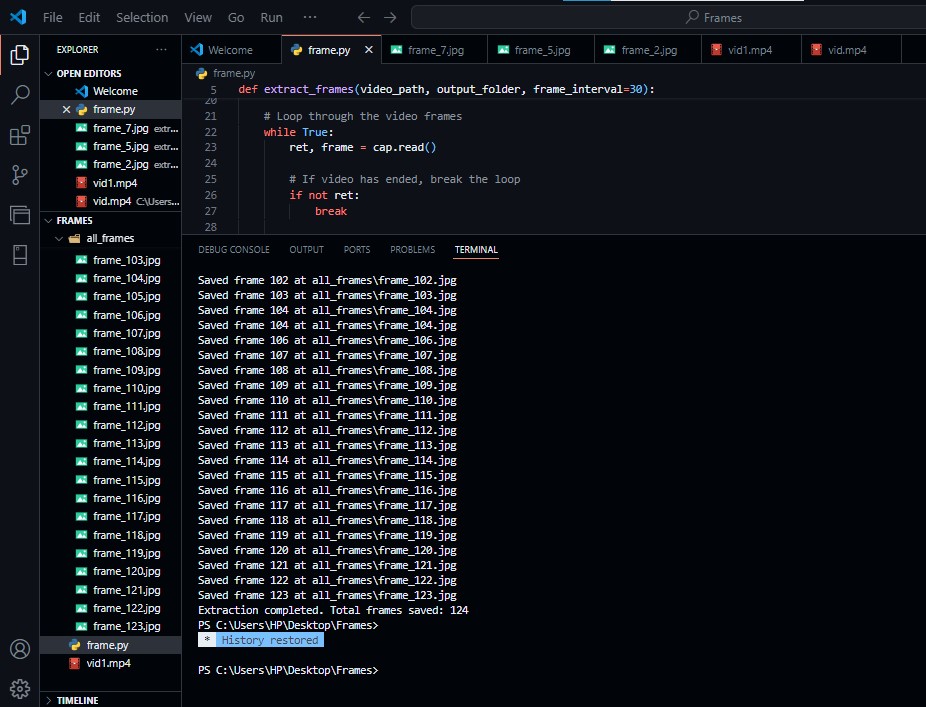 File Edit Selection View Go Run ··· Frames
EXPLORER ···
OPEN EDITORS
Welcome
frame.py
frame_7.jpg extr...
frame_5.jpg extr...
frame_2.jpg extr...
vid1.mp4
vid.mp4 C:\Users...
FRAMES
all_frames
frame_103.jpg
frame_104.jpg
frame_105.jpg
frame_106.jpg
frame_107.jpg
frame_108.jpg
frame_109.jpg
frame_110.jpg
frame_111.jpg
frame_112.jpg
frame_113.jpg
frame_114.jpg
frame_115.jpg
frame_116.jpg
frame_117.jpg
frame_118.jpg
frame_119.jpg
frame_120.jpg
frame_121.jpg
frame_122.jpg
frame_123.jpg
frame.py
vid1.mp4
TIMELINE
Welcome frame.py frame_7.jpg frame_5.jpg frame_2.jpg vid1.mp4 vid.mp4
frame.py
5 def extract_frames(video_path, output_folder, frame_interval=30):
20
21 # Loop through the video frames
22 while True:
23 ret, frame = cap.read()
24
25 # If video has ended, break the loop
26 if not ret:
27 break
28
DEBUG CONSOLE OUTPUT PORTS PROBLEMS TERMINAL
Saved frame 102 at all_frames\frame_102.jpg
Saved frame 103 at all_frames\frame_103.jpg
Saved frame 104 at all_frames\frame_104.jpg
Saved frame 104 at all_frames\frame_104.jpg
Saved frame 106 at all_frames\frame_106.jpg
Saved frame 107 at all_frames\frame_107.jpg
Saved frame 108 at all_frames\frame_108.jpg
Saved frame 109 at all_frames\frame_109.jpg
Saved frame 110 at all_frames\frame_110.jpg
Saved frame 111 at all_frames\frame_111.jpg
Saved frame 112 at all_frames\frame_112.jpg
Saved frame 113 at all_frames\frame_113.jpg
Saved frame 114 at all_frames\frame_114.jpg
Saved frame 115 at all_frames\frame_115.jpg
Saved frame 116 at all_frames\frame_116.jpg
Saved frame 117 at all_frames\frame_117.jpg
Saved frame 118 at all_frames\frame_118.jpg
Saved frame 119 at all_frames\frame_119.jpg
Saved frame 120 at all_frames\frame_120.jpg
Saved frame 121 at all_frames\frame_121.jpg
Saved frame 122 at all_frames\frame_122.jpg
Saved frame 123 at all_frames\frame_123.jpg
Extraction completed. Total frames saved: 124
PS C:\Users\HP\Desktop\Frames>
* History restored
PS C:\Users\HP\Desktop\Frames>